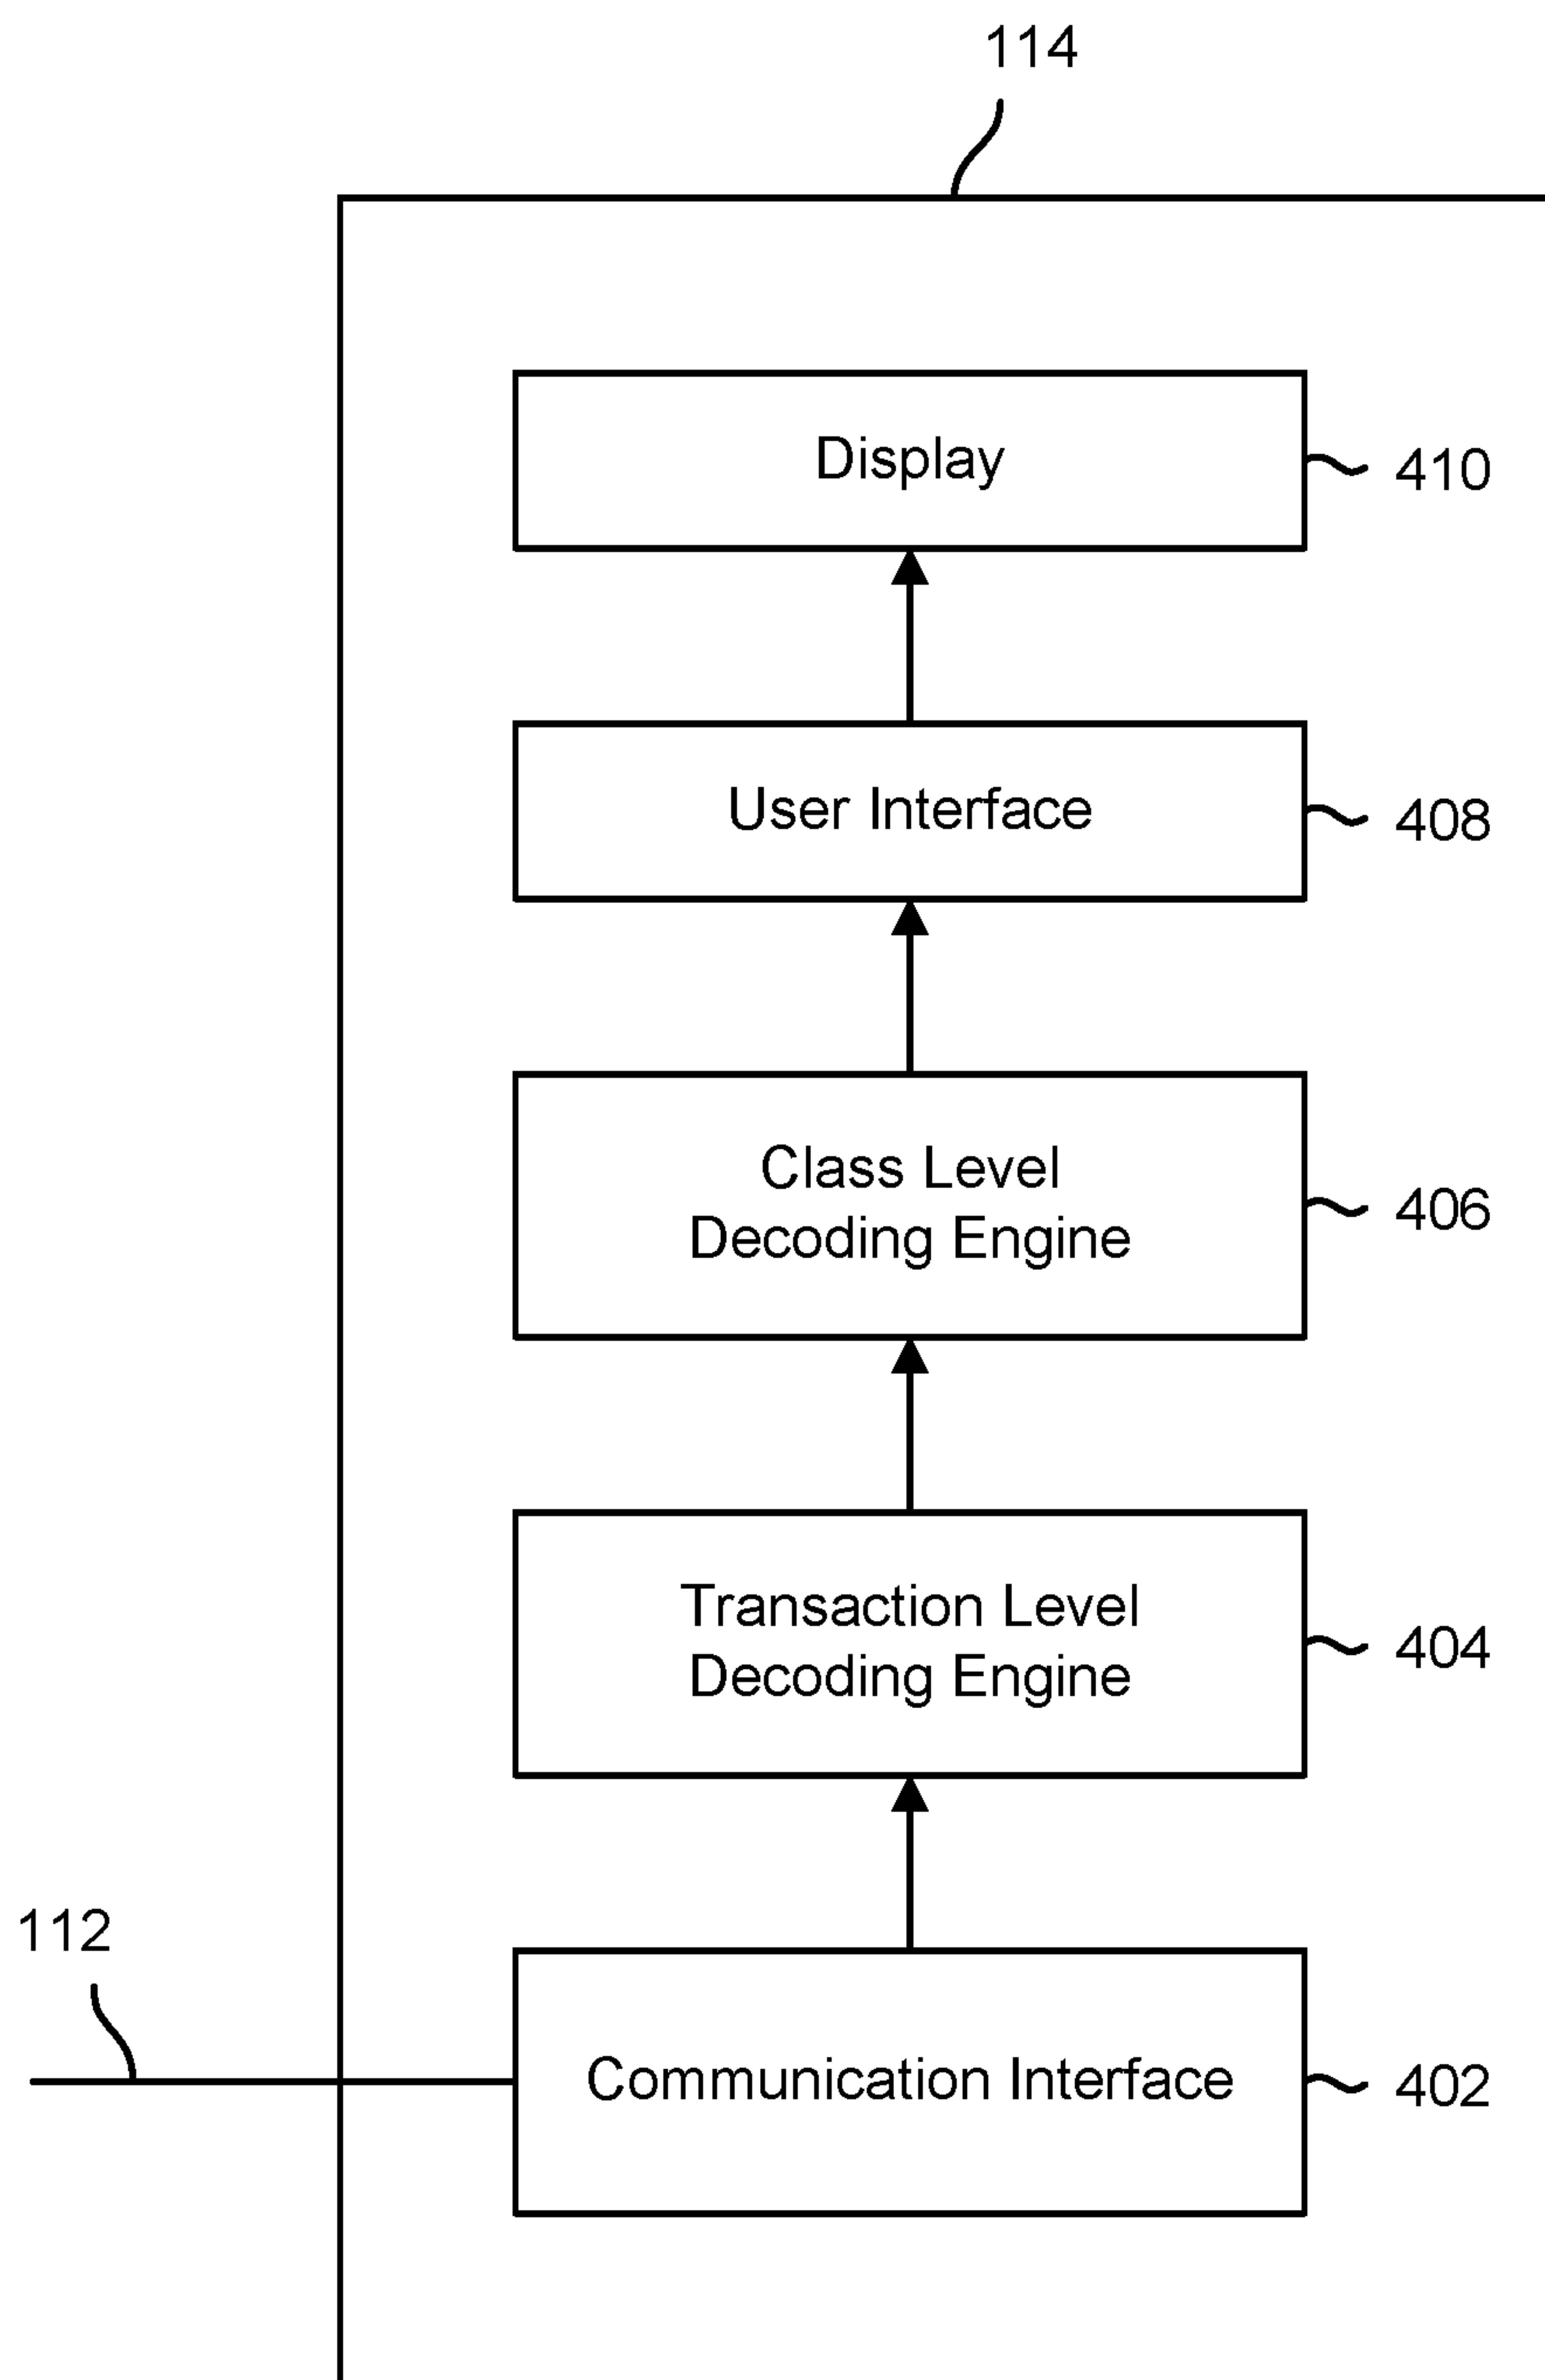 114
Display
410
User Interface
408
Class Level
Decoding Engine
406
Transaction Level
Decoding Engine
404
112
Communication Interface
402